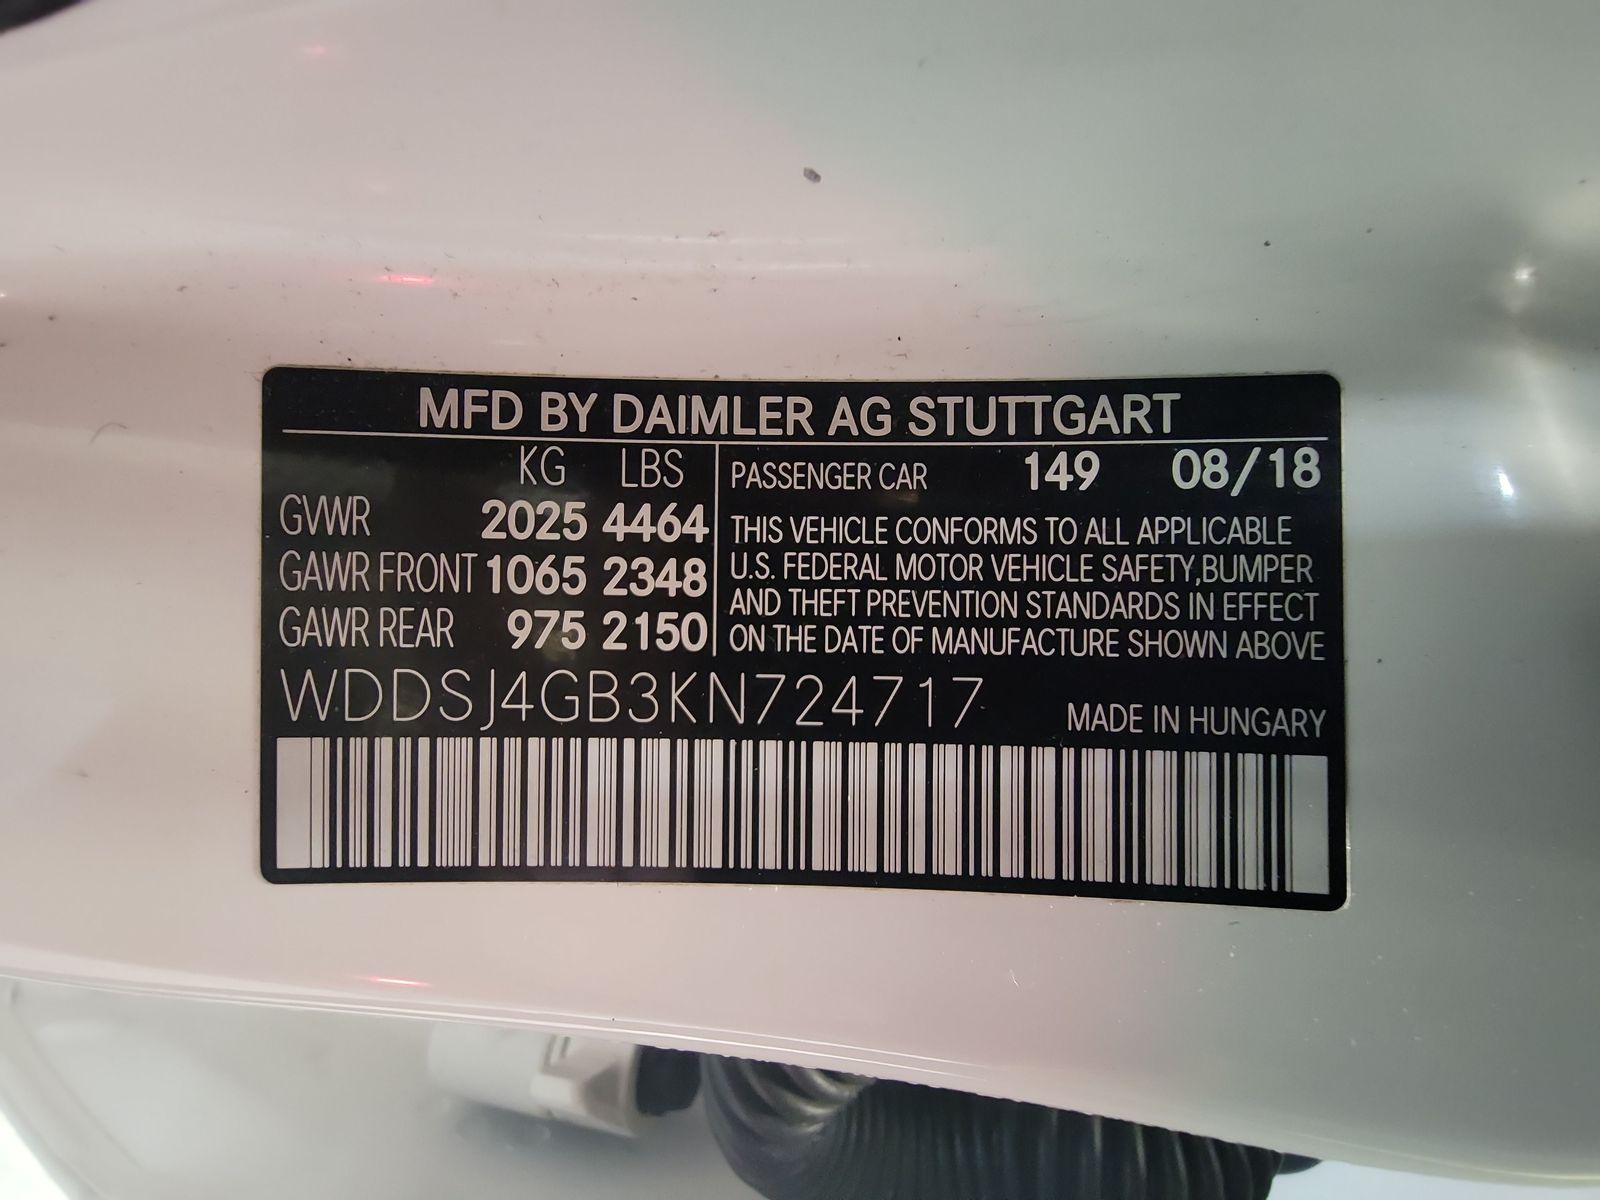 MFD BY DAIMLER AG STUTTGART
KG LBS
GVWR 2025 4464
GAWR FRONT 1065 2348
GAWR REAR 975 2150
PASSENGER CAR 149 08/18
THIS VEHICLE CONFORMS TO ALL APPLICABLE
U.S. FEDERAL MOTOR VEHICLE SAFETY,BUMPER
AND THEFT PREVENTION STANDARDS IN EFFECT
ON THE DATE OF MANUFACTURE SHOWN ABOVE
WDDSJ4GB3KN724717
MADE IN HUNGARY